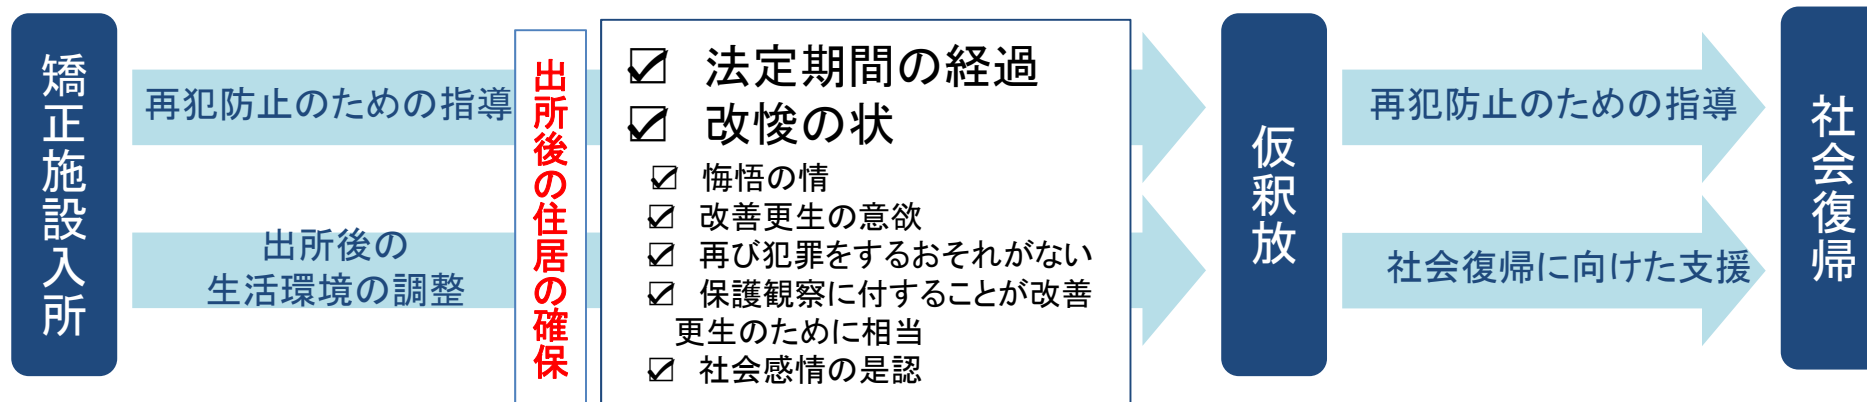 矯正施設入所
再犯防止のための指導
出所後の
生活環境の調整
出所後の住居の確保
☑ 法定期間の経過
☑ 改悛の状
☑ 悔悟の情
☑ 改善更生の意欲
☑ 再び犯罪をするおそれがない
☑ 保護観察に付することが改善
更生のために相当
☑ 社会感情の是認
仮釈放
再犯防止のための指導
社会復帰に向けた支援
社会復帰